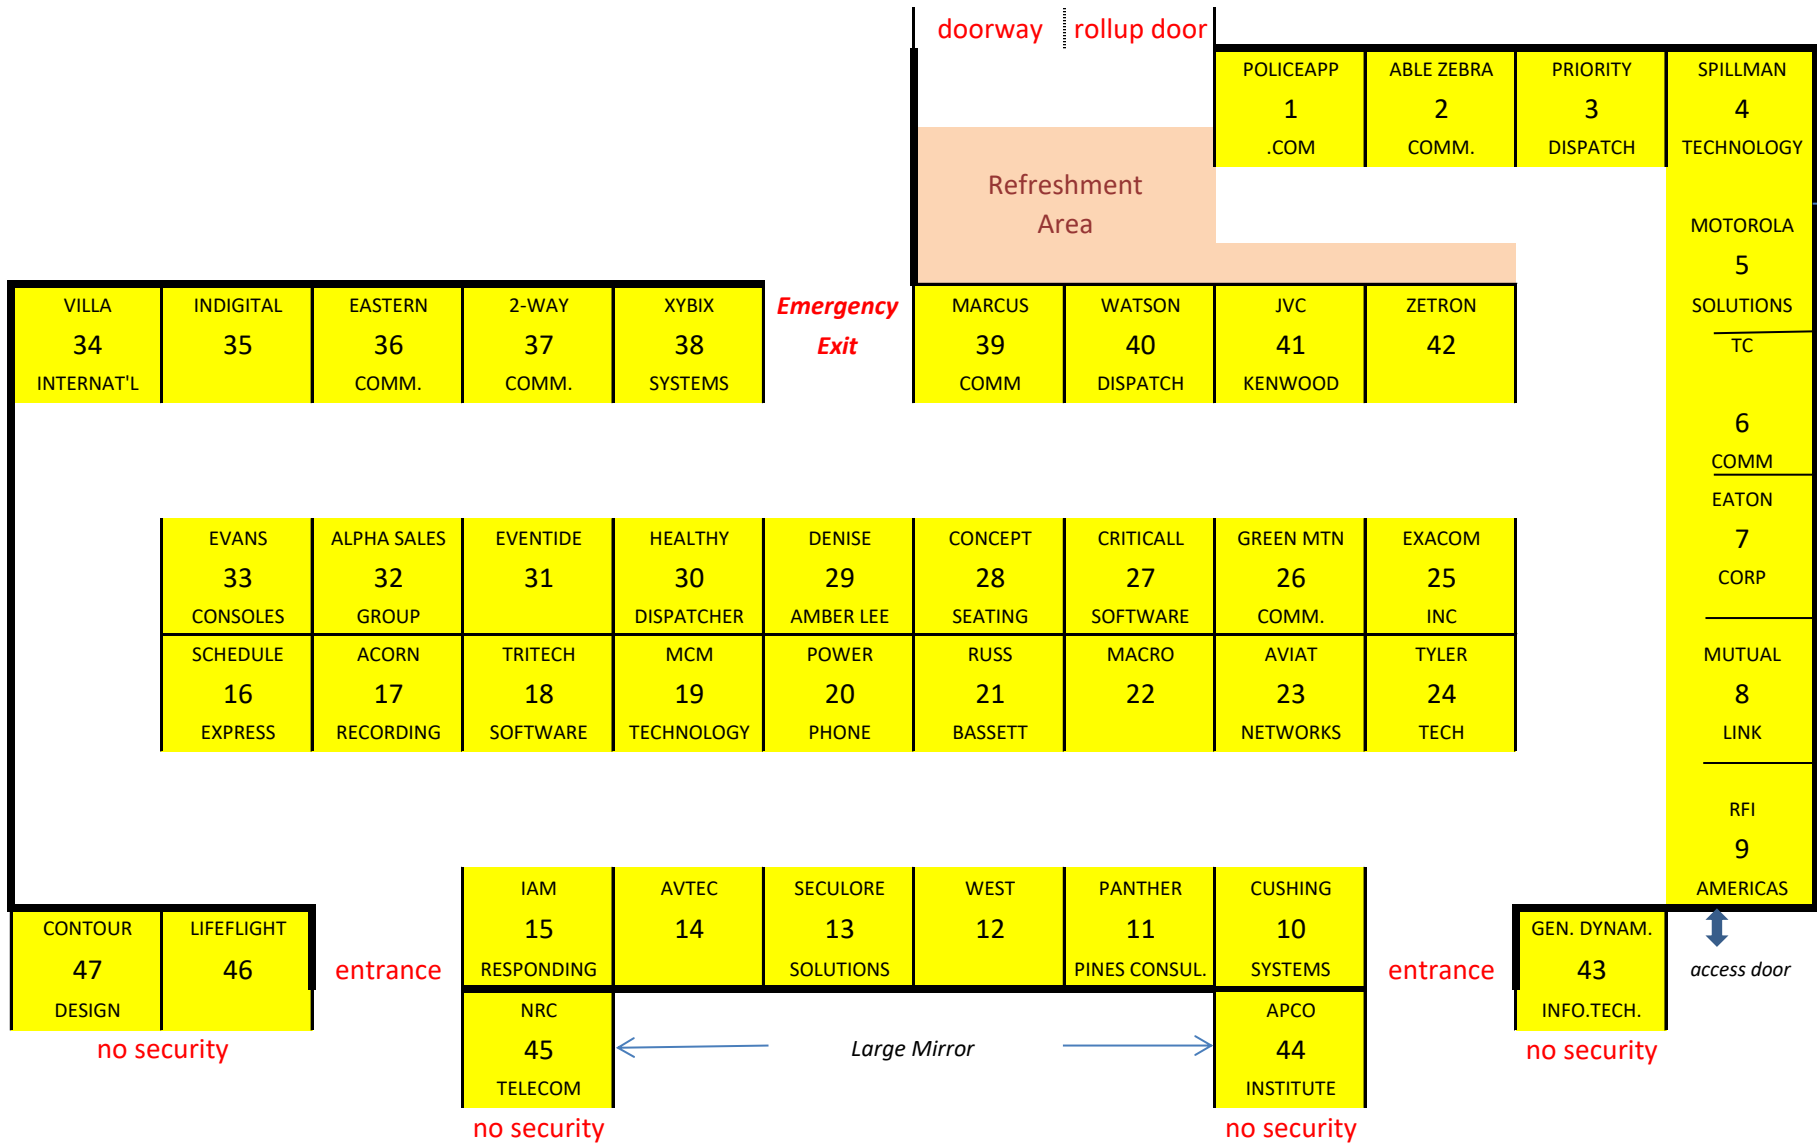 doorway rollup door
POLICEAPP ABLE ZEBRA PRIORITY SPILLMAN
1 2 3 4
.COM COMM. DISPATCH TECHNOLOGY
Refreshment
Area
MOTOROLA
5
SOLUTIONS
VILLA INDIGITAL EASTERN 2-WAY XYBIX Emergency MARCUS WATSON JVC ZETRON
34 35 36 37 38 Exit 39 40 41 42
INTERNAT'L COMM. COMM. SYSTEMS COMM DISPATCH KENWOOD
TC
6
COMM
EATON
7
CORP
EVANS ALPHA SALES EVENTIDE HEALTHY DENISE CONCEPT CRITICALL GREEN MTN EXACOM
33 32 31 30 29 28 27 26 25
CONSOLES GROUP DISPATCHER AMBER LEE SEATING SOFTWARE COMM. INC
SCHEDULE ACORN TRITECH MCM POWER RUSS MACRO AVIAT TYLER
16 17 18 19 20 21 22 23 24
EXPRESS RECORDING SOFTWARE TECHNOLOGY PHONE BASSETT NETWORKS TECH
MUTUAL
8
LINK
RFI
9
AMERICAS
IAM AVTEC SECULORE WEST PANTHER CUSHING
15 14 13 12 11 10
RESPONDING SOLUTIONS PINES CONSUL. SYSTEMS
CONTOUR LIFEFLIGHT
47 46
DESIGN
entrance
entrance
GEN. DYNAM.
43
INFO.TECH.
access door
no security
NRC
45
TELECOM
Large Mirror
APCO
44
INSTITUTE
no security
no security
no security